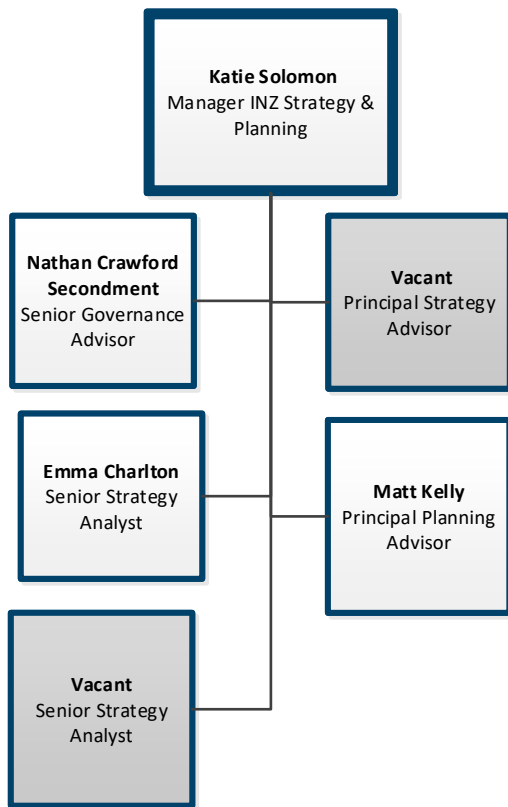 Katie Solomon
Manager INZ Strategy &
Planning
Nathan Crawford
Secondment
Senior Governance
Advisor
Vacant
Principal Strategy
Advisor
Emma Charlton
Senior Strategy
Analyst
Matt Kelly
Principal Planning
Advisor
Vacant
Senior Strategy
Analyst